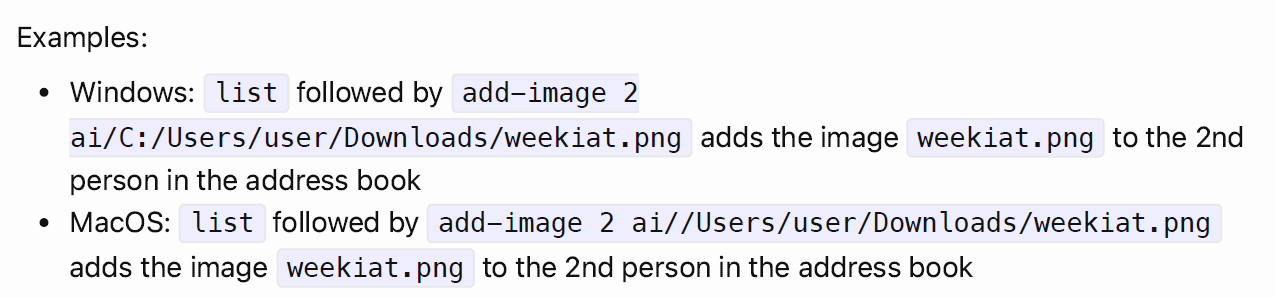 Examples:
• Windows: list followed by add-image 2
ai/C:/Users/user/Downloads/weekiat.png adds the image weekiat.png to the 2nd
person in the address book
• MacOS: list followed by add-image 2 ai//Users/user/Downloads/weekiat.png
adds the image weekiat.png to the 2nd person in the address book